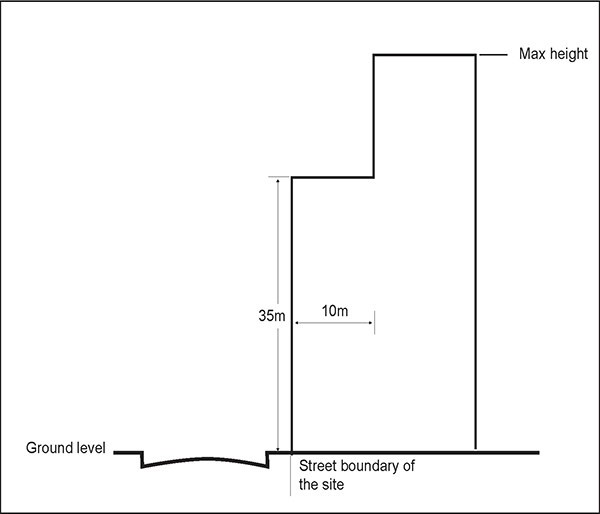 Max height
10m
35m
Ground level
Street boundary of
the site